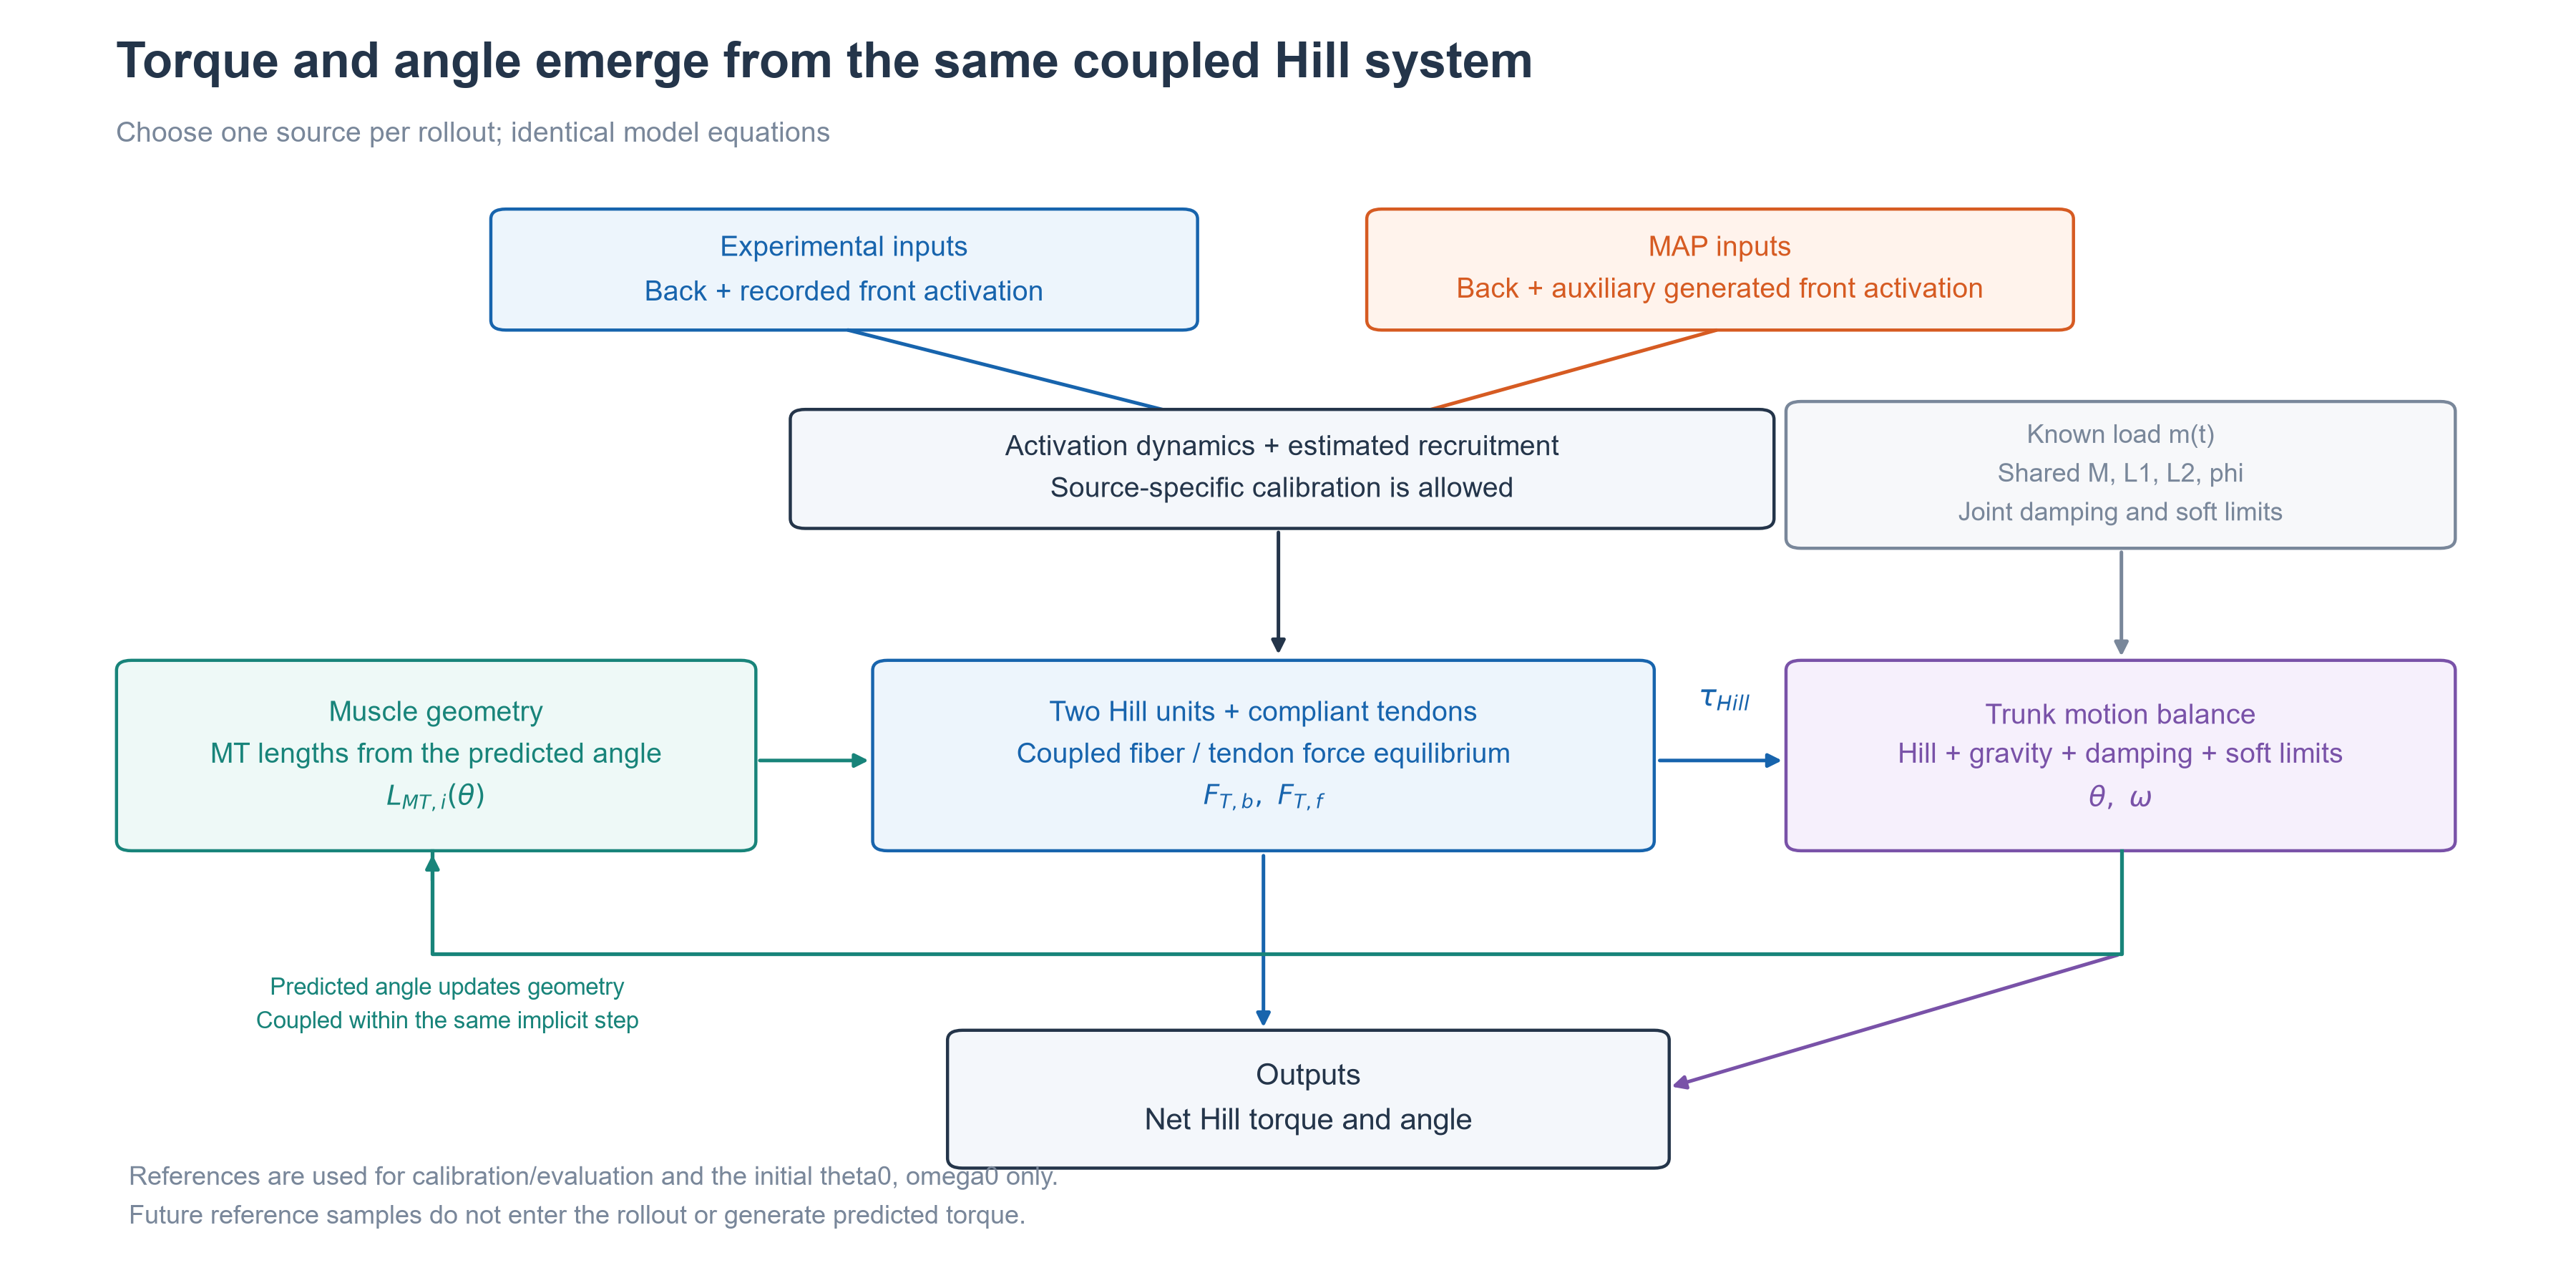 Torque and angle emerge from the same coupled Hill system
Choose one source per rollout; identical model equations
Experimental inputs
Back + recorded front activation
MAP inputs
Back + auxiliary generated front activation
Activation dynamics + estimated recruitment
Source-specific calibration is allowed
Known load m(t)
Shared M, L1, L2, phi
Joint damping and soft limits
Muscle geometry
MT lengths from the predicted angle
L_{MT,i}(θ)
Two Hill units + compliant tendons
Coupled fiber / tendon force equilibrium
F_{T,b}, F_{T,f}
τ_{Hill}
Trunk motion balance
Hill + gravity + damping + soft limits
θ, ω
Predicted angle updates geometry
Coupled within the same implicit step
Outputs
Net Hill torque and angle
References are used for calibration/evaluation and the initial theta0, omega0 only.
Future reference samples do not enter the rollout or generate predicted torque.